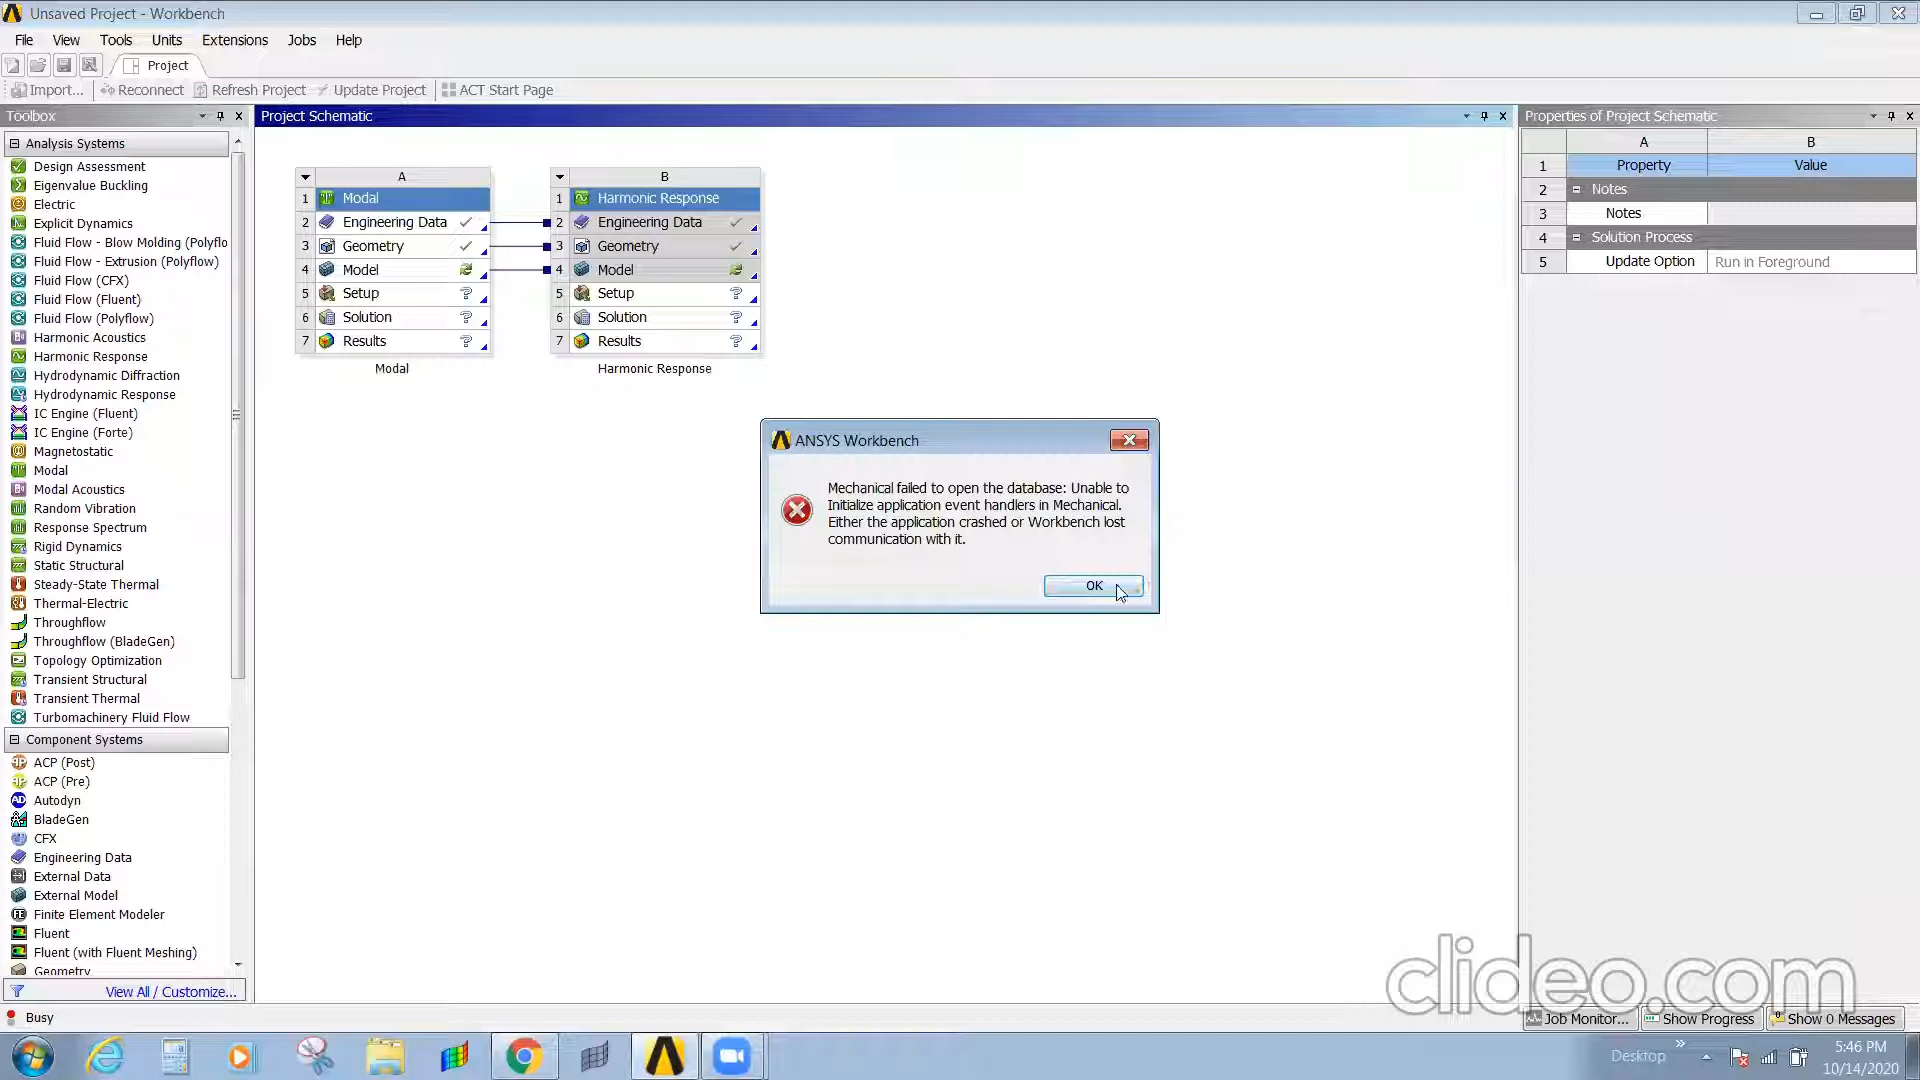 Unsaved Project - Workbench
File View Tools Units Extensions Jobs Help
Project
Import... Reconnect Refresh Project Update Project ACT Start Page
Toolbox
Analysis Systems
Design Assessment
Eigenvalue Buckling
Electric
Explicit Dynamics
Fluid Flow - Blow Molding (Polyflo
Fluid Flow - Extrusion (Polyflow)
Fluid Flow (CFX)
Fluid Flow (Fluent)
Fluid Flow (Polyflow)
Harmonic Acoustics
Harmonic Response
Hydrodynamic Diffraction
Hydrodynamic Response
IC Engine (Fluent)
IC Engine (Forte)
Magnetostatic
Modal
Modal Acoustics
Random Vibration
Response Spectrum
Rigid Dynamics
Static Structural
Steady-State Thermal
Thermal-Electric
Throughflow
Throughflow (BladeGen)
Topology Optimization
Transient Structural
Transient Thermal
Turbomachinery Fluid Flow
Component Systems
ACP (Post)
ACP (Pre)
Autodyn
BladeGen
CFX
Engineering Data
External Data
External Model
Finite Element Modeler
Fluent
Fluent (with Fluent Meshing)
Geometry
View All / Customize...
Project Schematic
A
1 Modal
2 Engineering Data
3 Geometry
4 Model
5 Setup ?
6 Solution ?
7 Results ?
Modal
B
1 Harmonic Response
2 Engineering Data
3 Geometry
4 Model
5 Setup ?
6 Solution ?
7 Results ?
Harmonic Response
ANSYS Workbench
Mechanical failed to open the database: Unable to
Initialize application event handlers in Mechanical.
Either the application crashed or Workbench lost
communication with it.
OK
Properties of Project Schematic
A B
1 Property Value
2 Notes
3 Notes
4 Solution Process
5 Update Option Run in Foreground
clideo.com
Busy
Job Monitor... Show Progress Show 0 Messages
Desktop
5:46 PM
10/14/2020